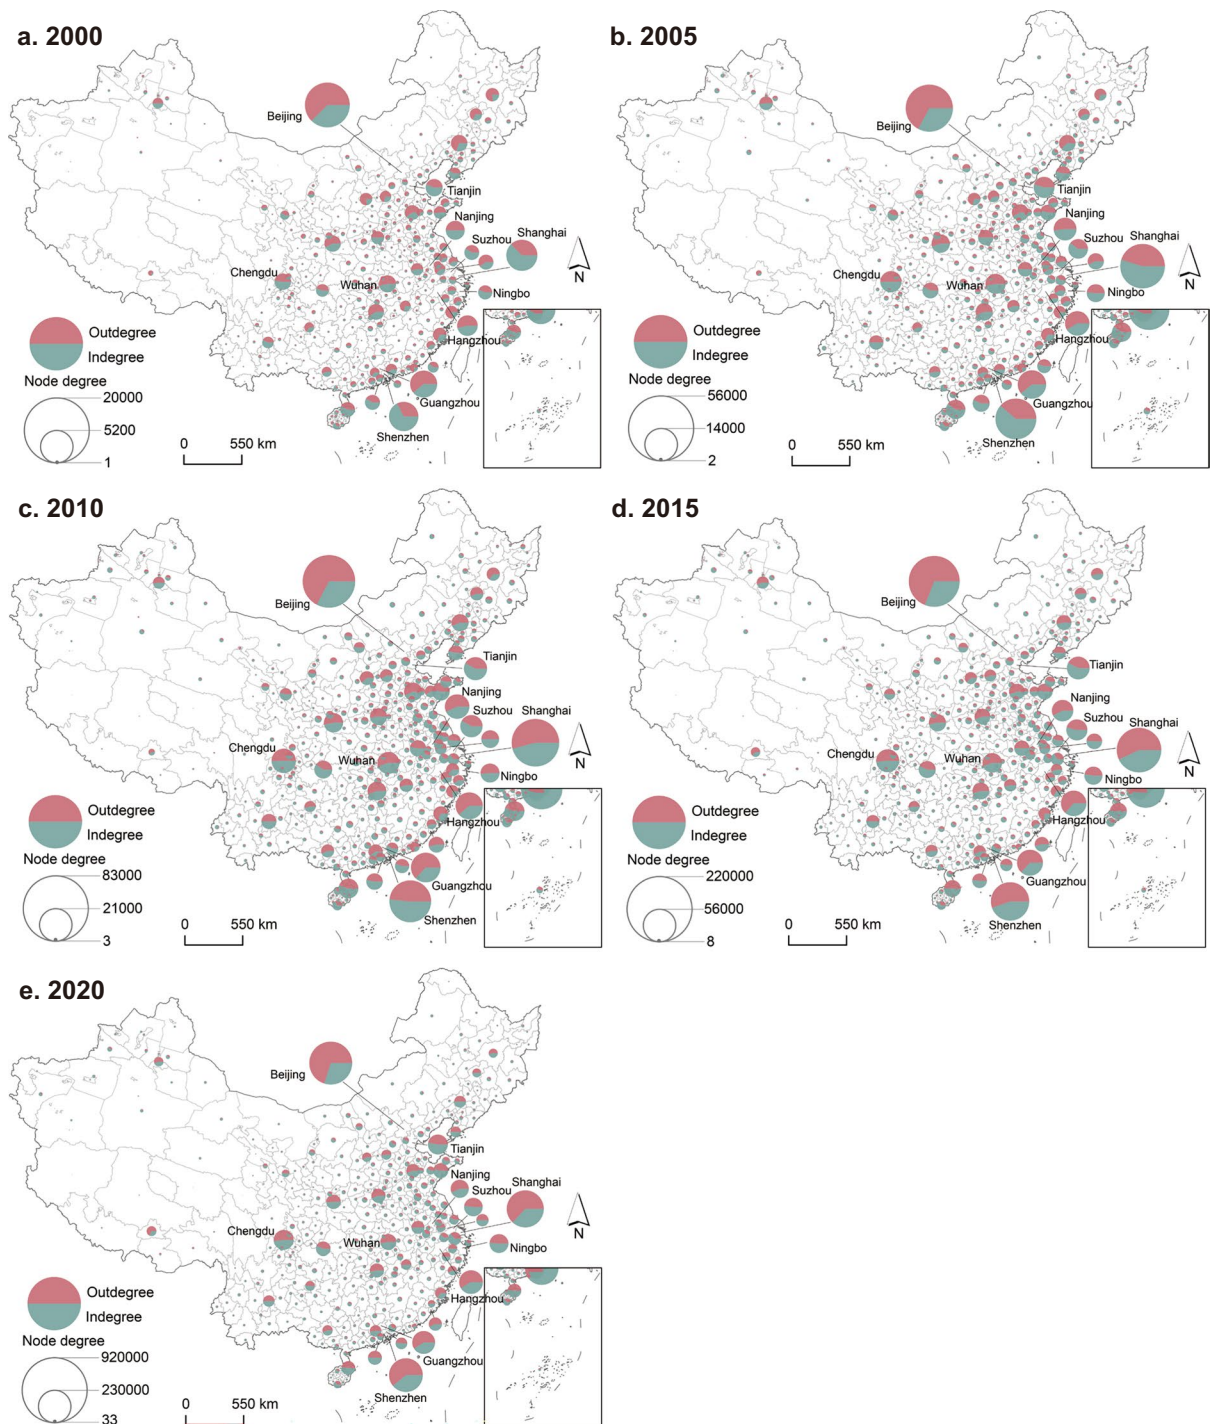 a. 2000
Beijing
Tianjin
Nanjing
Suzhou
Shanghai
Chengdu
Wuhan
Ningbo
Hangzhou
Guangzhou
Shenzhen
N
Outdegree
Indegree
Node degree
20000
5200
1
0 550 km
b. 2005
Beijing
Tianjin
Nanjing
Suzhou
Shanghai
Chengdu
Wuhan
Ningbo
Hangzhou
Guangzhou
Shenzhen
N
Outdegree
Indegree
Node degree
56000
14000
2
0 550 km
c. 2010
Beijing
Tianjin
Nanjing
Suzhou
Shanghai
Chengdu
Wuhan
Ningbo
Hangzhou
Guangzhou
Shenzhen
N
Outdegree
Indegree
Node degree
83000
21000
3
0 550 km
d. 2015
Beijing
Tianjin
Nanjing
Suzhou
Shanghai
Chengdu
Wuhan
Ningbo
Hangzhou
Guangzhou
Shenzhen
N
Outdegree
Indegree
Node degree
220000
56000
8
0 550 km
e. 2020
Beijing
Tianjin
Nanjing
Suzhou
Shanghai
Chengdu
Wuhan
Ningbo
Hangzhou
Guangzhou
Shenzhen
N
Outdegree
Indegree
Node degree
920000
230000
33
0 550 km